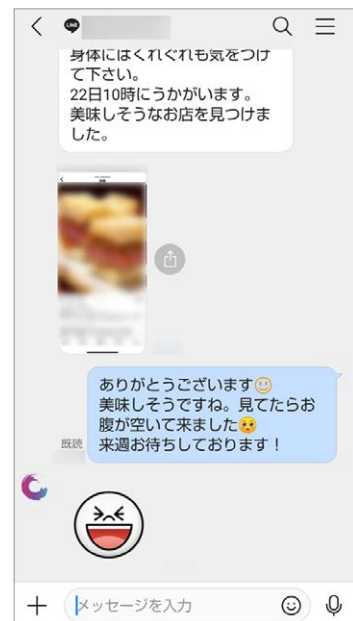 LINE
身体にはくれぐれも気をつけ
て下さい。
22日10時にうかがいます。
美味しそうなお店を見つけま
した。
ありがとうございます
美味しそうですね。見てたらお
腹が空いて来ました
来週お待ちしております！
既読
メッセージを入力